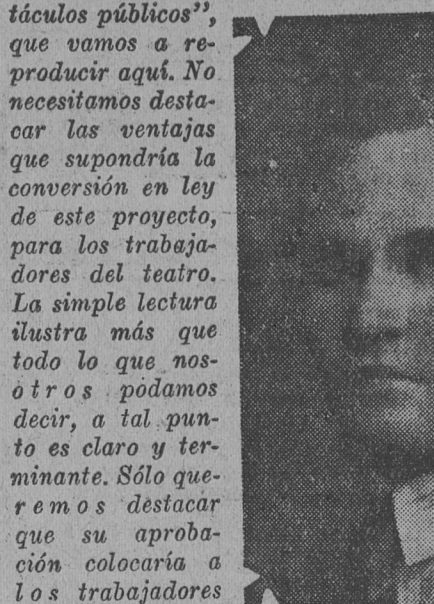 táculos públicos",
que vamos a re-
producir aquí. No
necesitamos desta-
car las ventajas
que supondría la
conversión en ley
de este proyecto,
para los trabaja-
dores del teatro.
La simple lectura
ilustra más que
todo lo que nos-
otros podamos
decir, a tal pun-
to es claro y ter-
minante. Sólo que-
remos destacar
que su aproba-
ción colocaría a
los trabajadores